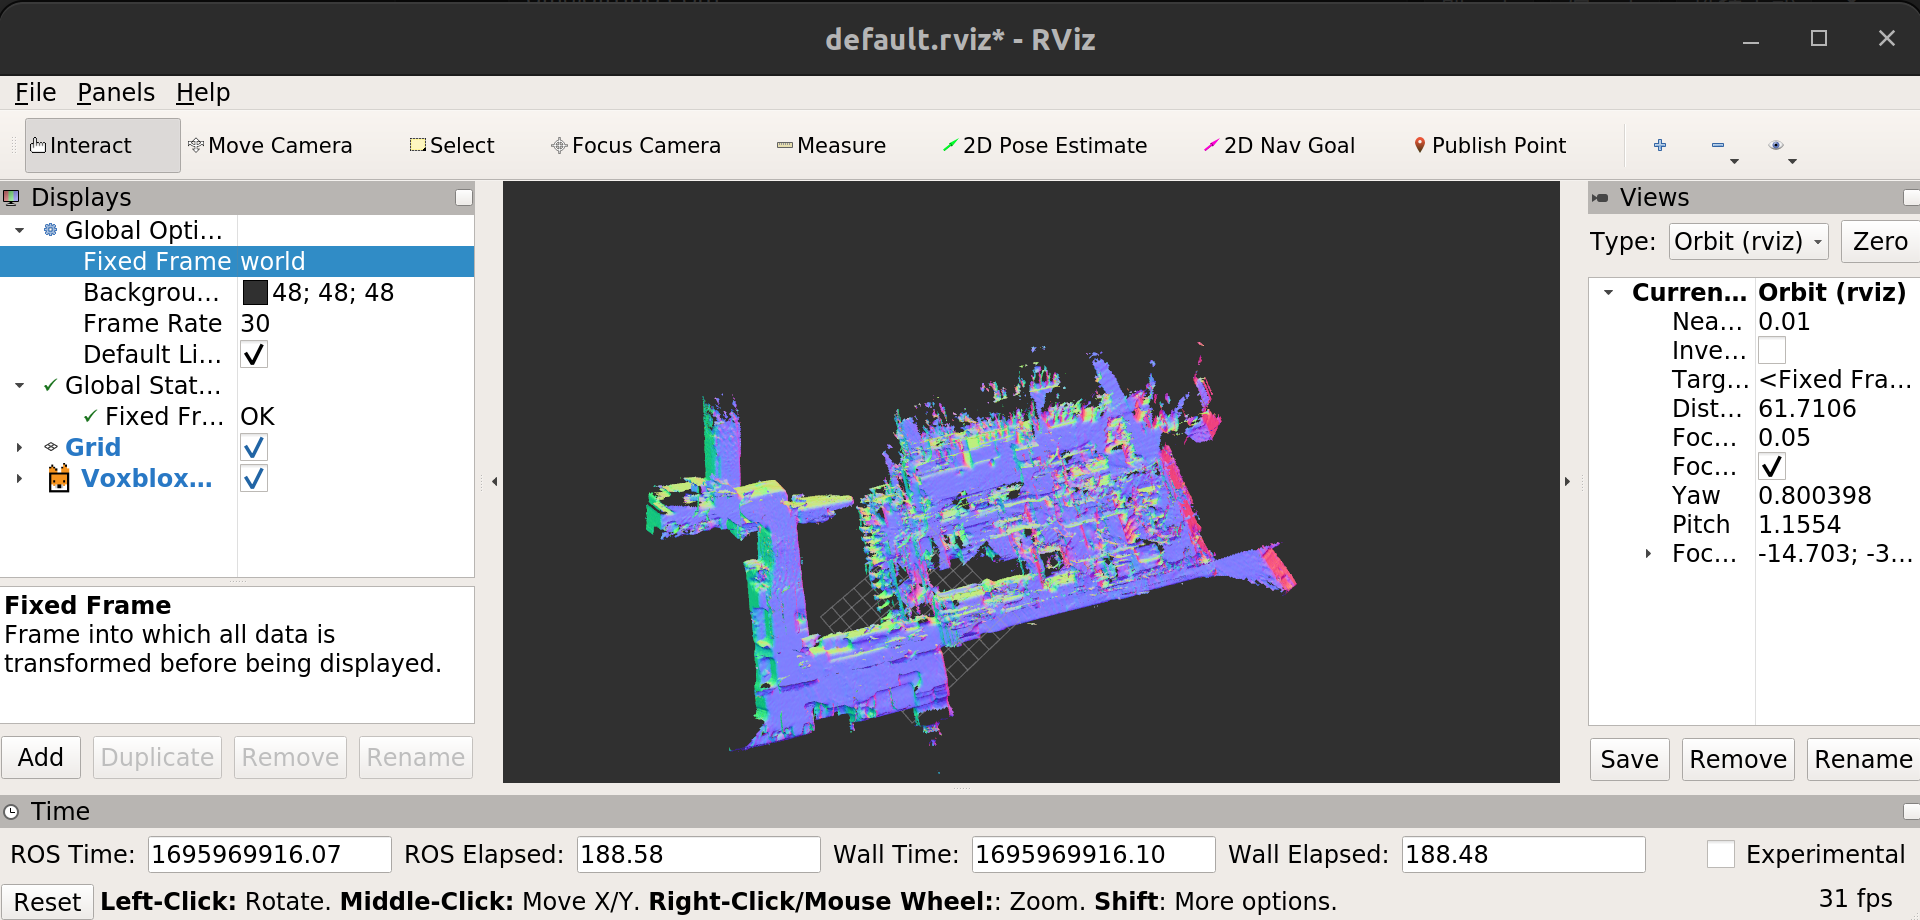 default.rviz* - RViz
File Panels Help
Interact Move Camera Select Focus Camera Measure 2D Pose Estimate 2D Nav Goal Publish Point
Displays
Global Opti...
Fixed Frame world
Backgrou... 48; 48; 48
Frame Rate 30
Default Li...
Global Stat...
Fixed Fr... OK
Grid
Voxblox...
Fixed Frame
Frame into which all data is
transformed before being displayed.
Add Duplicate Remove Rename
Views
Type: Orbit (rviz) Zero
Curren... Orbit (rviz)
Nea... 0.01
Inve...
Targ... <Fixed Fra...
Dist... 61.7106
Foc... 0.05
Foc...
Yaw 0.800398
Pitch 1.1554
Foc... -14.703; -3...
Save Remove Rename
Time
ROS Time: 1695969916.07 ROS Elapsed: 188.58 Wall Time: 1695969916.10 Wall Elapsed: 188.48 Experimental
Reset Left-Click: Rotate. Middle-Click: Move X/Y. Right-Click/Mouse Wheel:: Zoom. Shift: More options. 31 fps